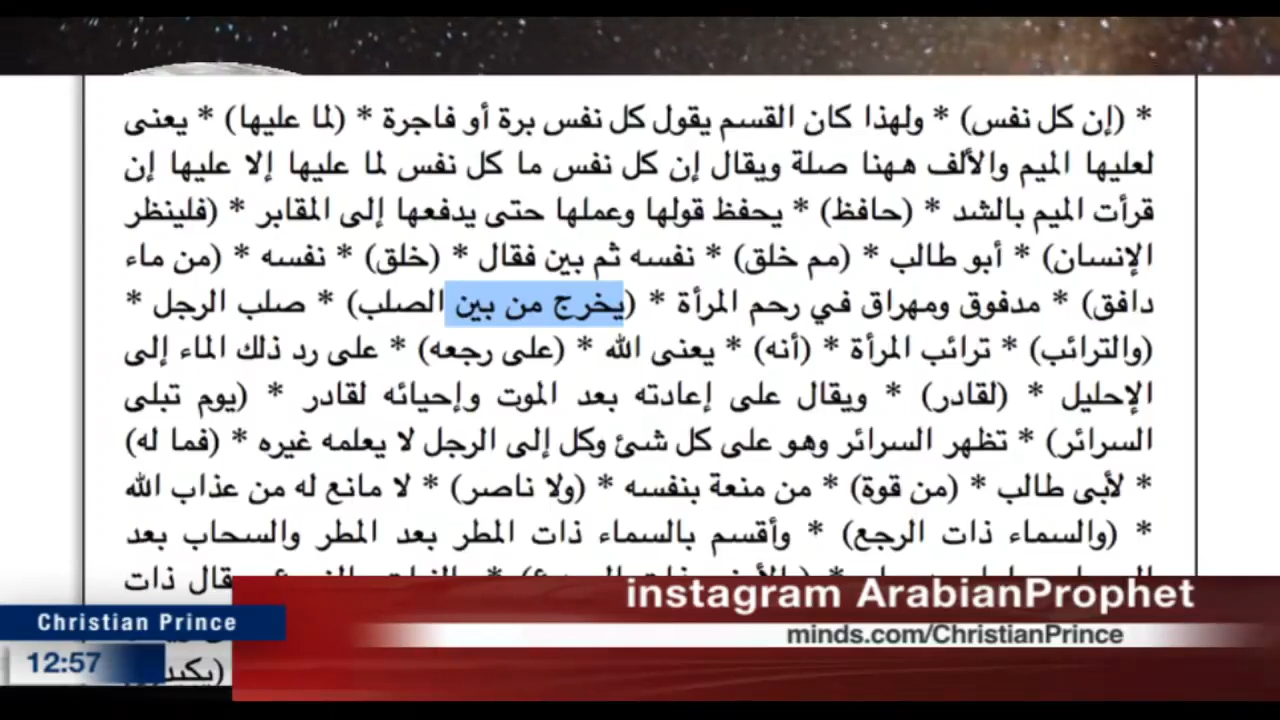 * (إن كل نفس) * ولهذا كان القسم يقول كل نفس برة أو فاجرة * (لما عليها) * يعنى
لعليها الميم والألف ههنا صلة ويقال إن كل نفس ما كل نفس لما عليها إلا عليها إن
قرأت الميم بالشد * (حافظ) * يحفظ قولها وعملها حتى يدفعها إلى المقابر * (فلينظر
الإنسان) * أبو طالب * (مم خلق) * نفسه ثم بين فقال * (خلق) * نفسه * (من ماء
دافق) * مدفوق ومهراق في رحم المرأة * (يخرج من بين الصلب) * صلب الرجل *
(والترائب) * ترائب المرأة * (أنه) * يعنى الله * (على رجعه) * على رد ذلك الماء إلى
الإحليل * (لقادر) * ويقال على إعادته بعد الموت وإحيائه لقادر * (يوم تبلى
السرائر) * تظهر السرائر وهو على كل شئ وكل إلى الرجل لا يعلمه غيره * (فما له)
* لأبى طالب * (من قوة) * من منعة بنفسه * (ولا ناصر) * لا مانع له من عذاب الله
* (والسماء ذات الرجع) * وأقسم بالسماء ذات المطر بعد المطر والسحاب بعد
قال ذات
instagram ArabianProphet
Christian Prince
minds.com/ChristianPrince
12:57
(يكيد